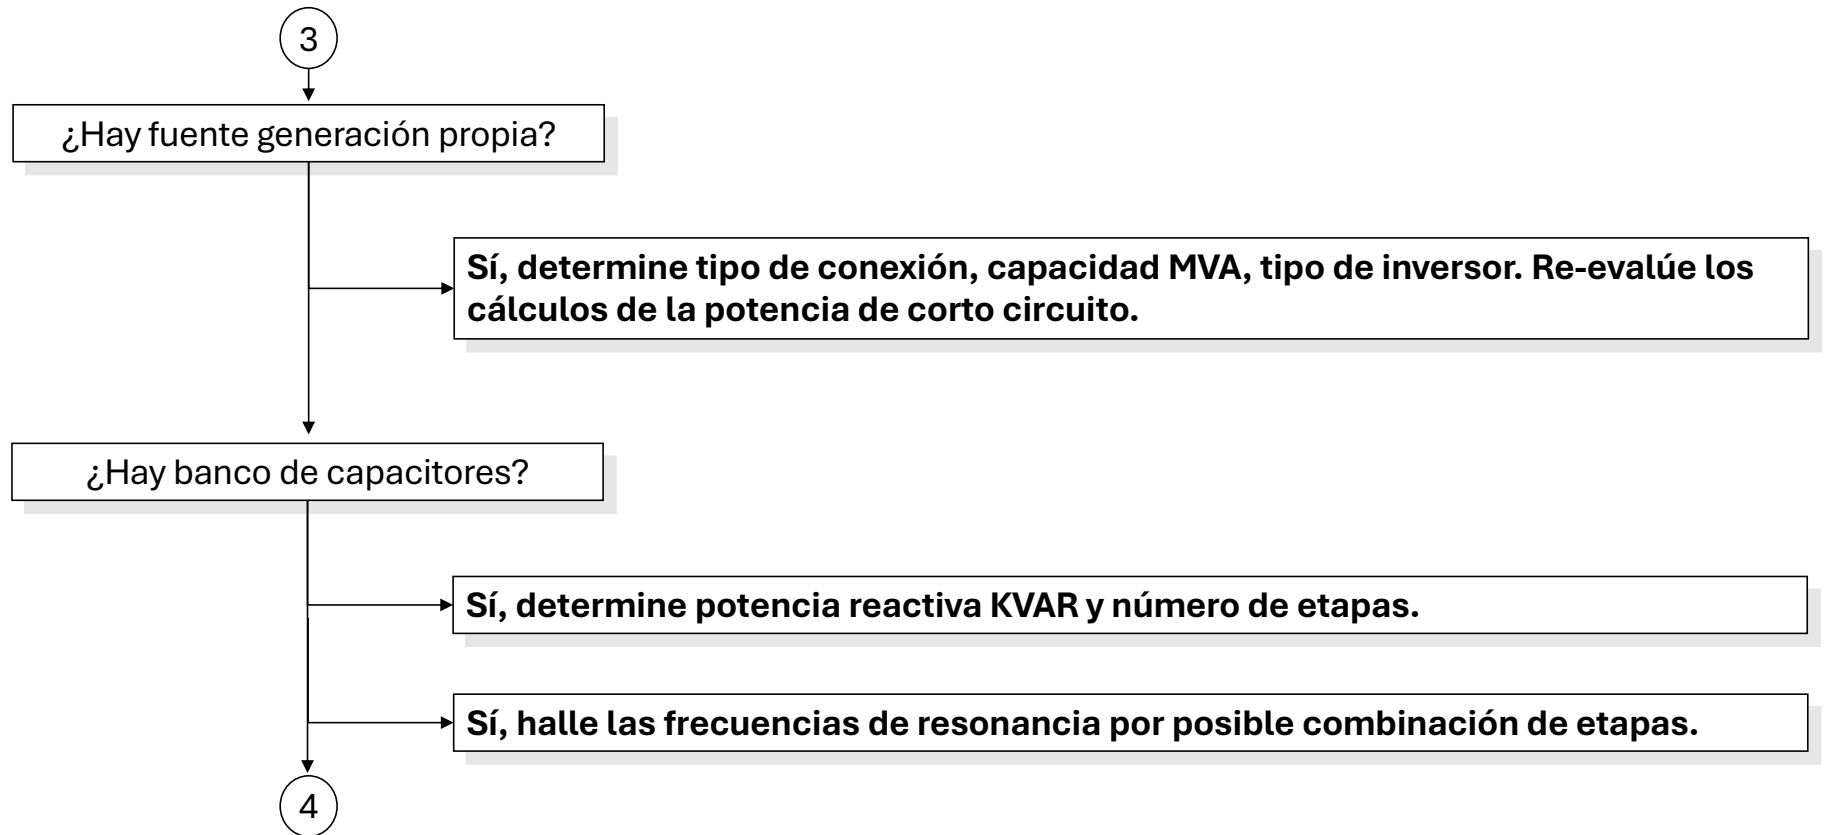 3
¿Hay fuente generación propia?
Sí, determine tipo de conexión, capacidad MVA, tipo de inversor. Re-evalúe los
cálculos de la potencia de corto circuito.
¿Hay banco de capacitores?
Sí, determine potencia reactiva KVAR y número de etapas.
Sí, halle las frecuencias de resonancia por posible combinación de etapas.
4